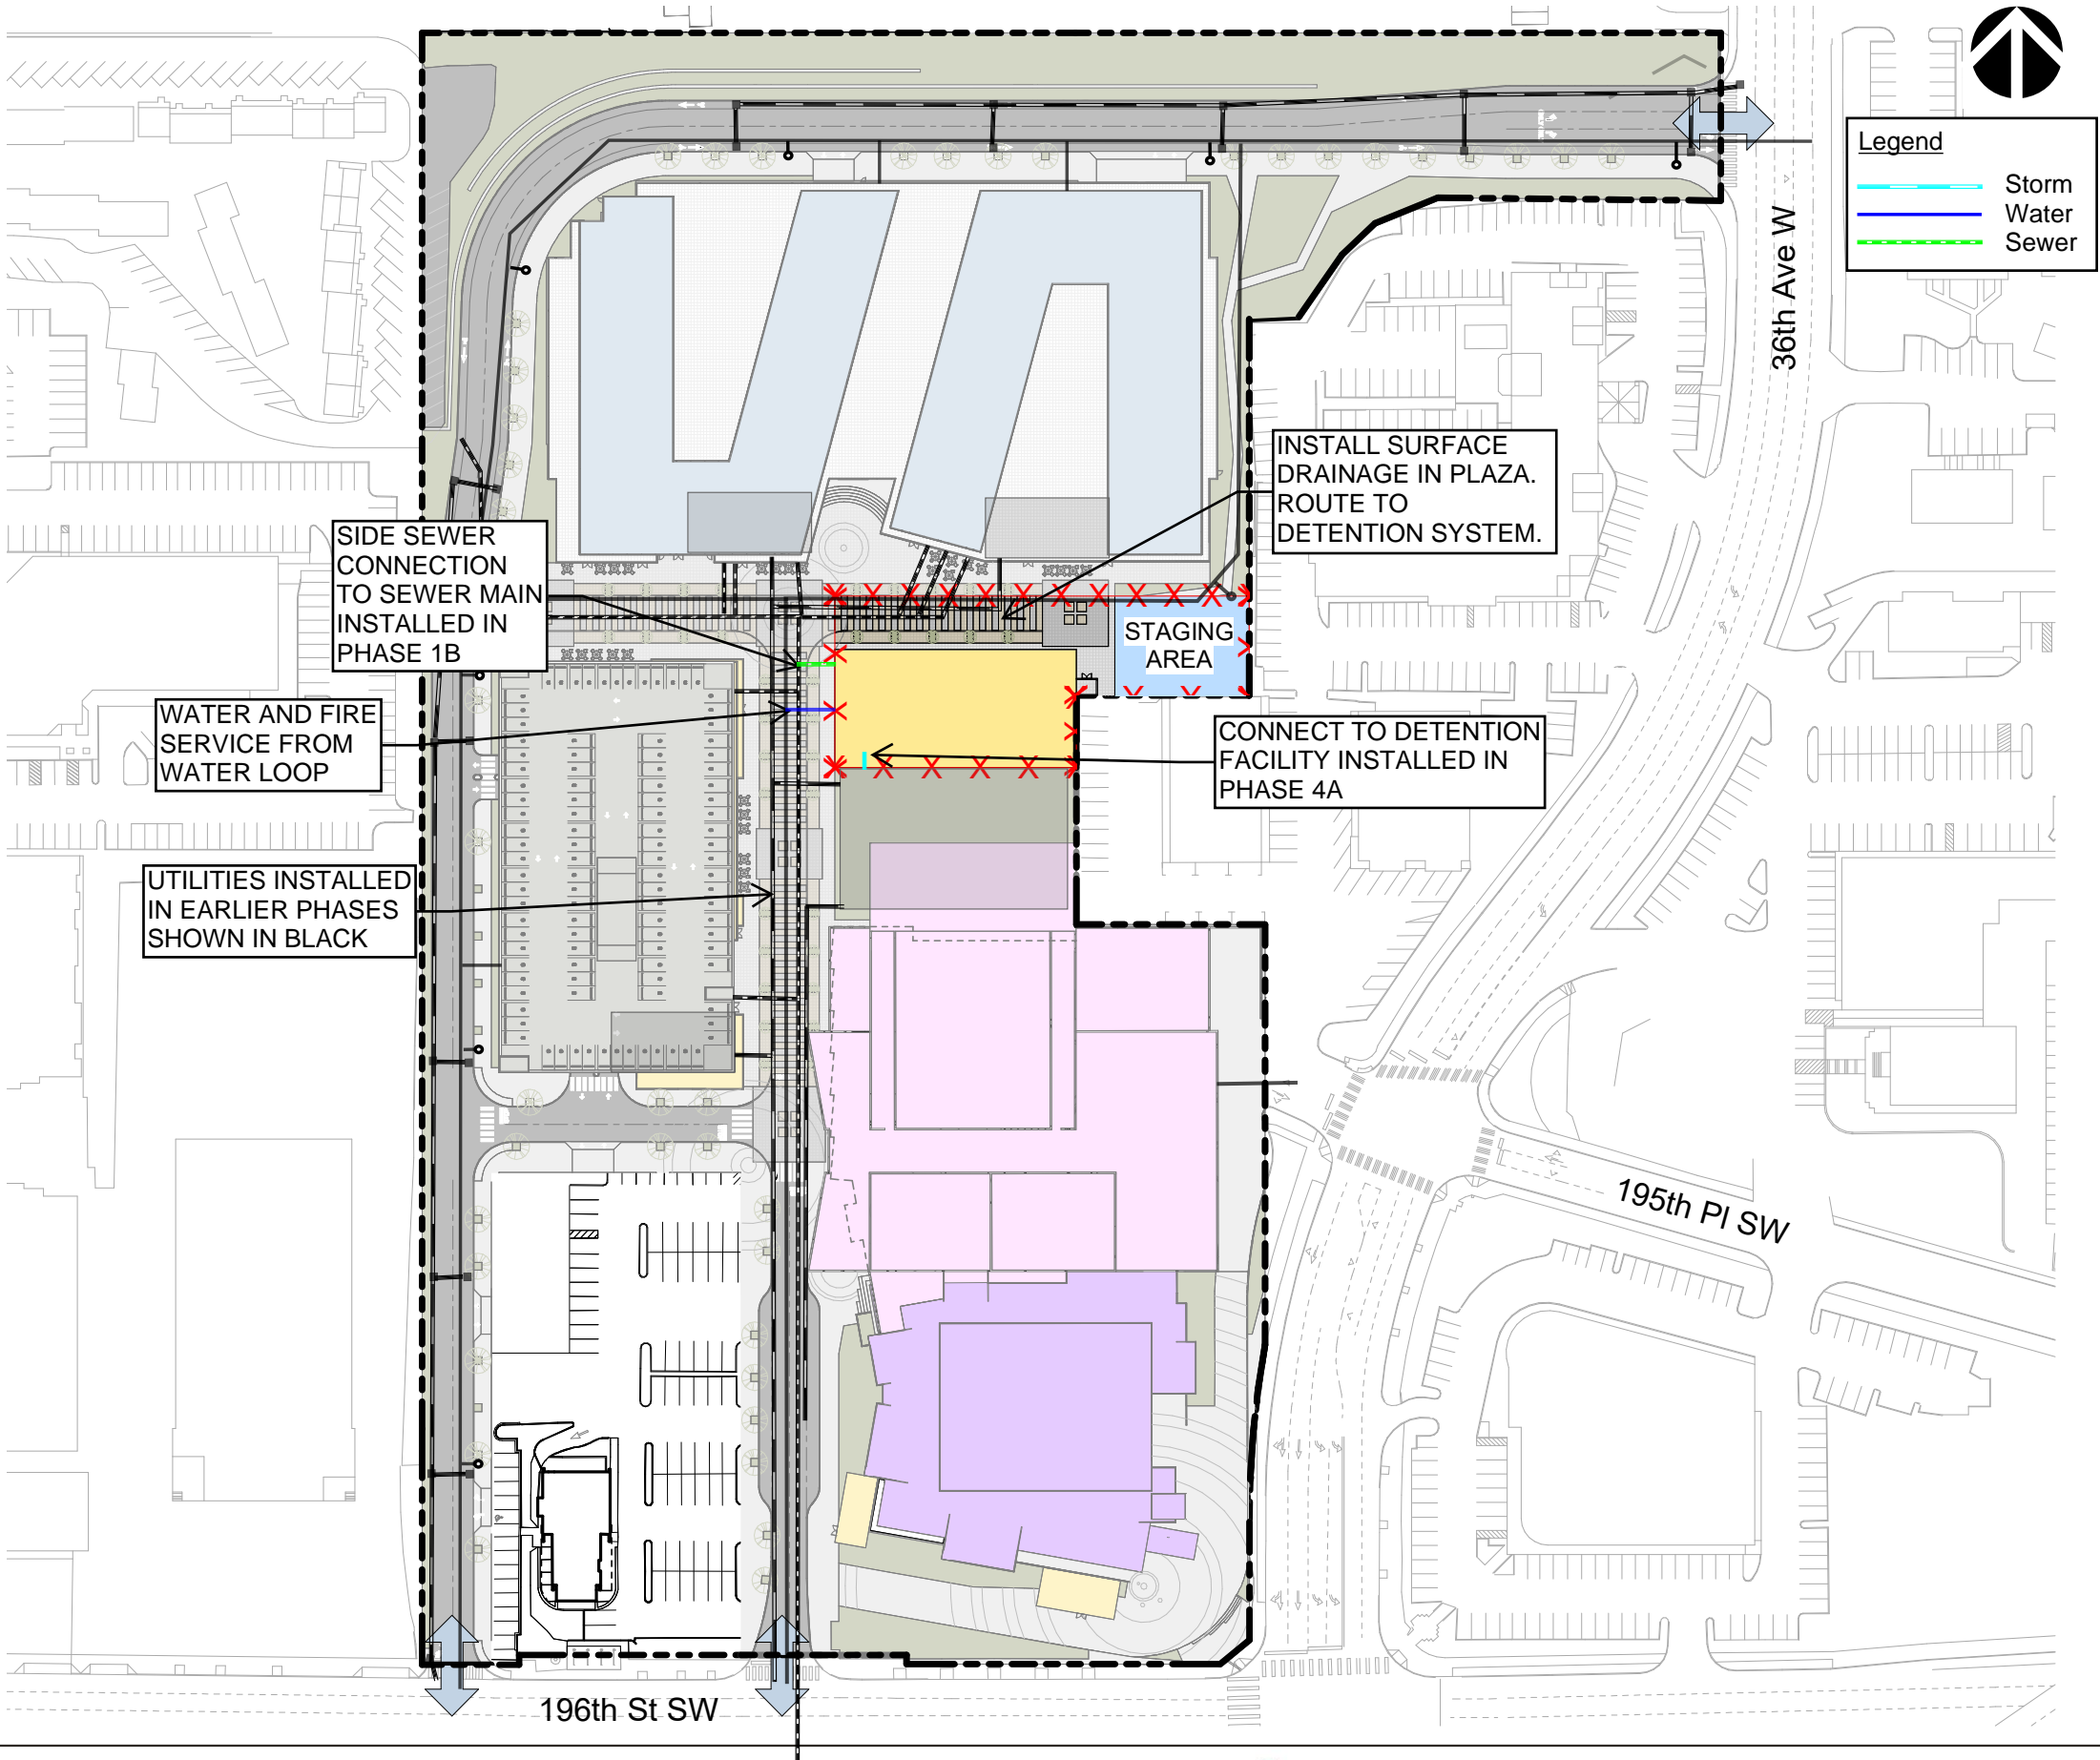 Legend
Storm
Water
Sewer
36th Ave W
INSTALL SURFACE
DRAINAGE IN PLAZA.
ROUTE TO
DETENTION SYSTEM.
SIDE SEWER
CONNECTION
TO SEWER MAIN
INSTALLED IN
PHASE 1B
STAGING
AREA
WATER AND FIRE
SERVICE FROM
WATER LOOP
CONNECT TO DETENTION
FACILITY INSTALLED IN
PHASE 4A
UTILITIES INSTALLED
IN EARLIER PHASES
SHOWN IN BLACK
195th Pl SW
196th St SW